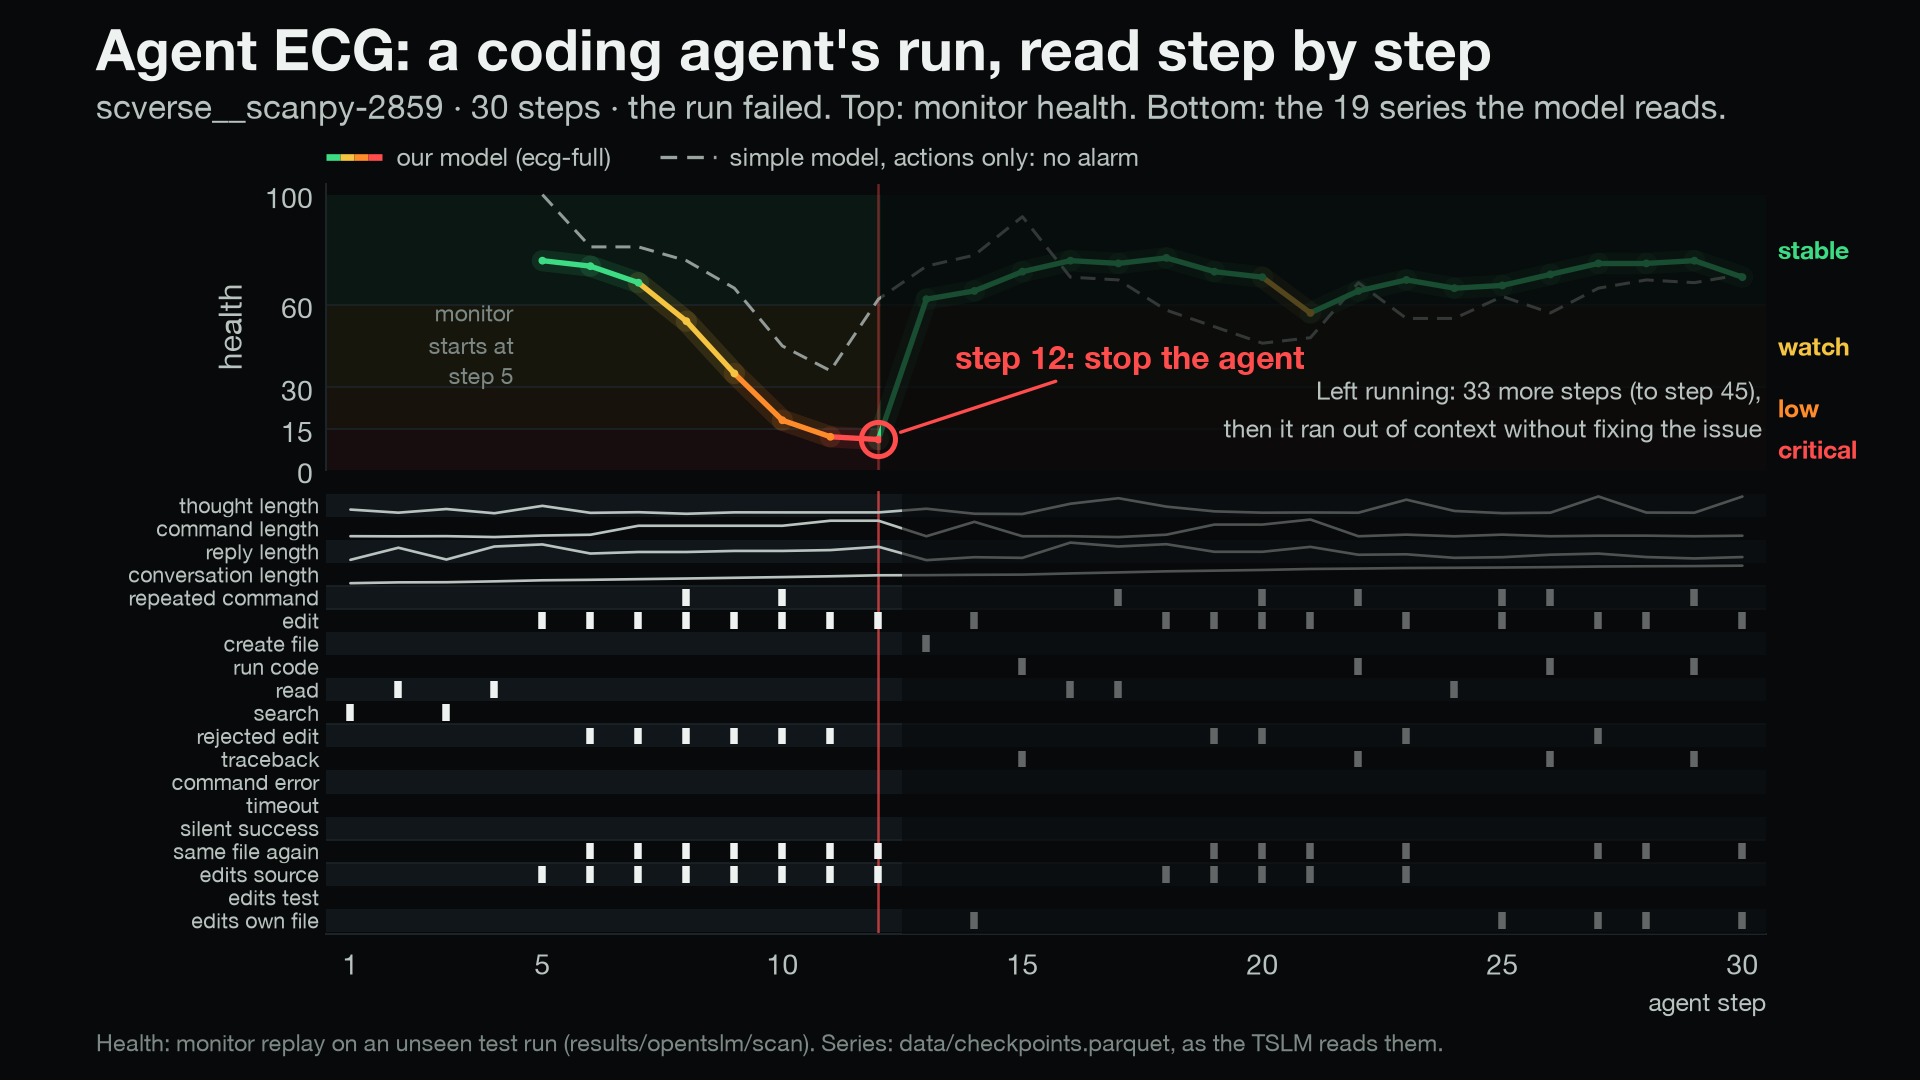 Agent ECG: a coding agent's run, read step by step
scverse__scanpy-2859 · 30 steps · the run failed. Top: monitor health. Bottom: the 19 series the model reads.
our model (ecg-full)
simple model, actions only: no alarm
100
60
30
15
0
health
monitor
starts at
step 5
step 12: stop the agent
Left running: 33 more steps (to step 45),
then it ran out of context without fixing the issue
stable
watch
low
critical
thought length
command length
reply length
conversation length
repeated command
edit
create file
run code
read
search
rejected edit
traceback
command error
timeout
silent success
same file again
edits source
edits test
edits own file
1 5 10 15 20 25 30
agent step
Health: monitor replay on an unseen test run (results/opentslm/scan). Series: data/checkpoints.parquet, as the TSLM reads them.